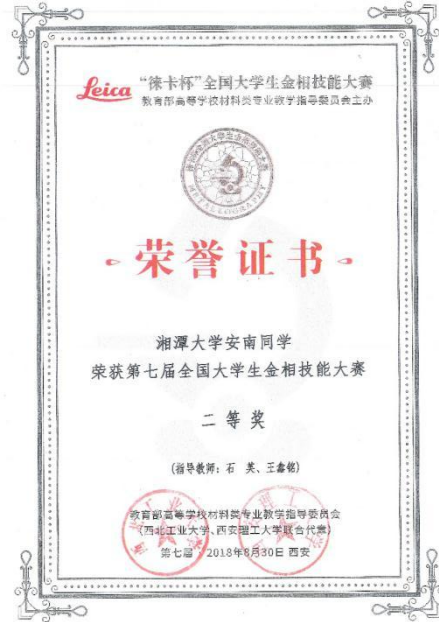 Leica “徕卡杯”全国大学生金相技能大赛
教育部高等学校材料类专业教学指导委员会主办
METALLOGRAPHY
·荣誉证书·
湘潭大学安南同学
荣获第七届全国大学生金相技能大赛
二等奖
(指导教师：石 英、王鑫铭)
教育部高等学校材料类专业教学指导委员会
(西北工业大学、西安理工大学联合代章)
第七届 2018年8月30日 西安